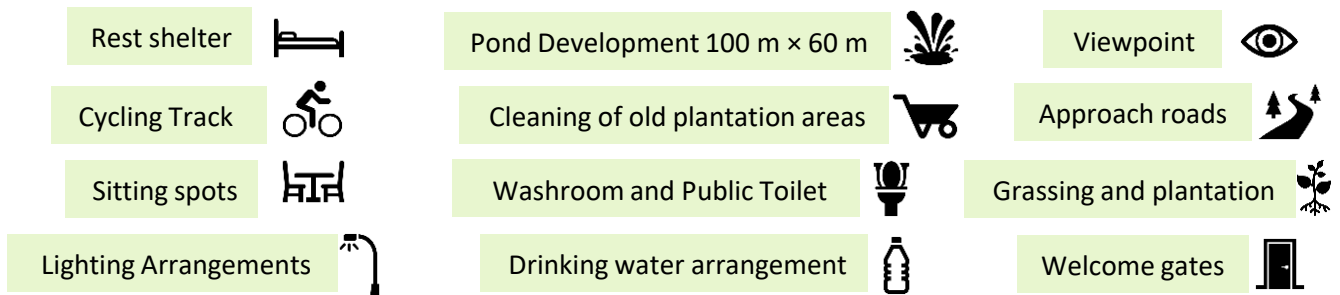 Rest shelter
Pond Development 100 m × 60 m
Viewpoint
Cycling Track
Cleaning of old plantation areas
Approach roads
Sitting spots
Washroom and Public Toilet
Grassing and plantation
Lighting Arrangements
Drinking water arrangement
Welcome gates